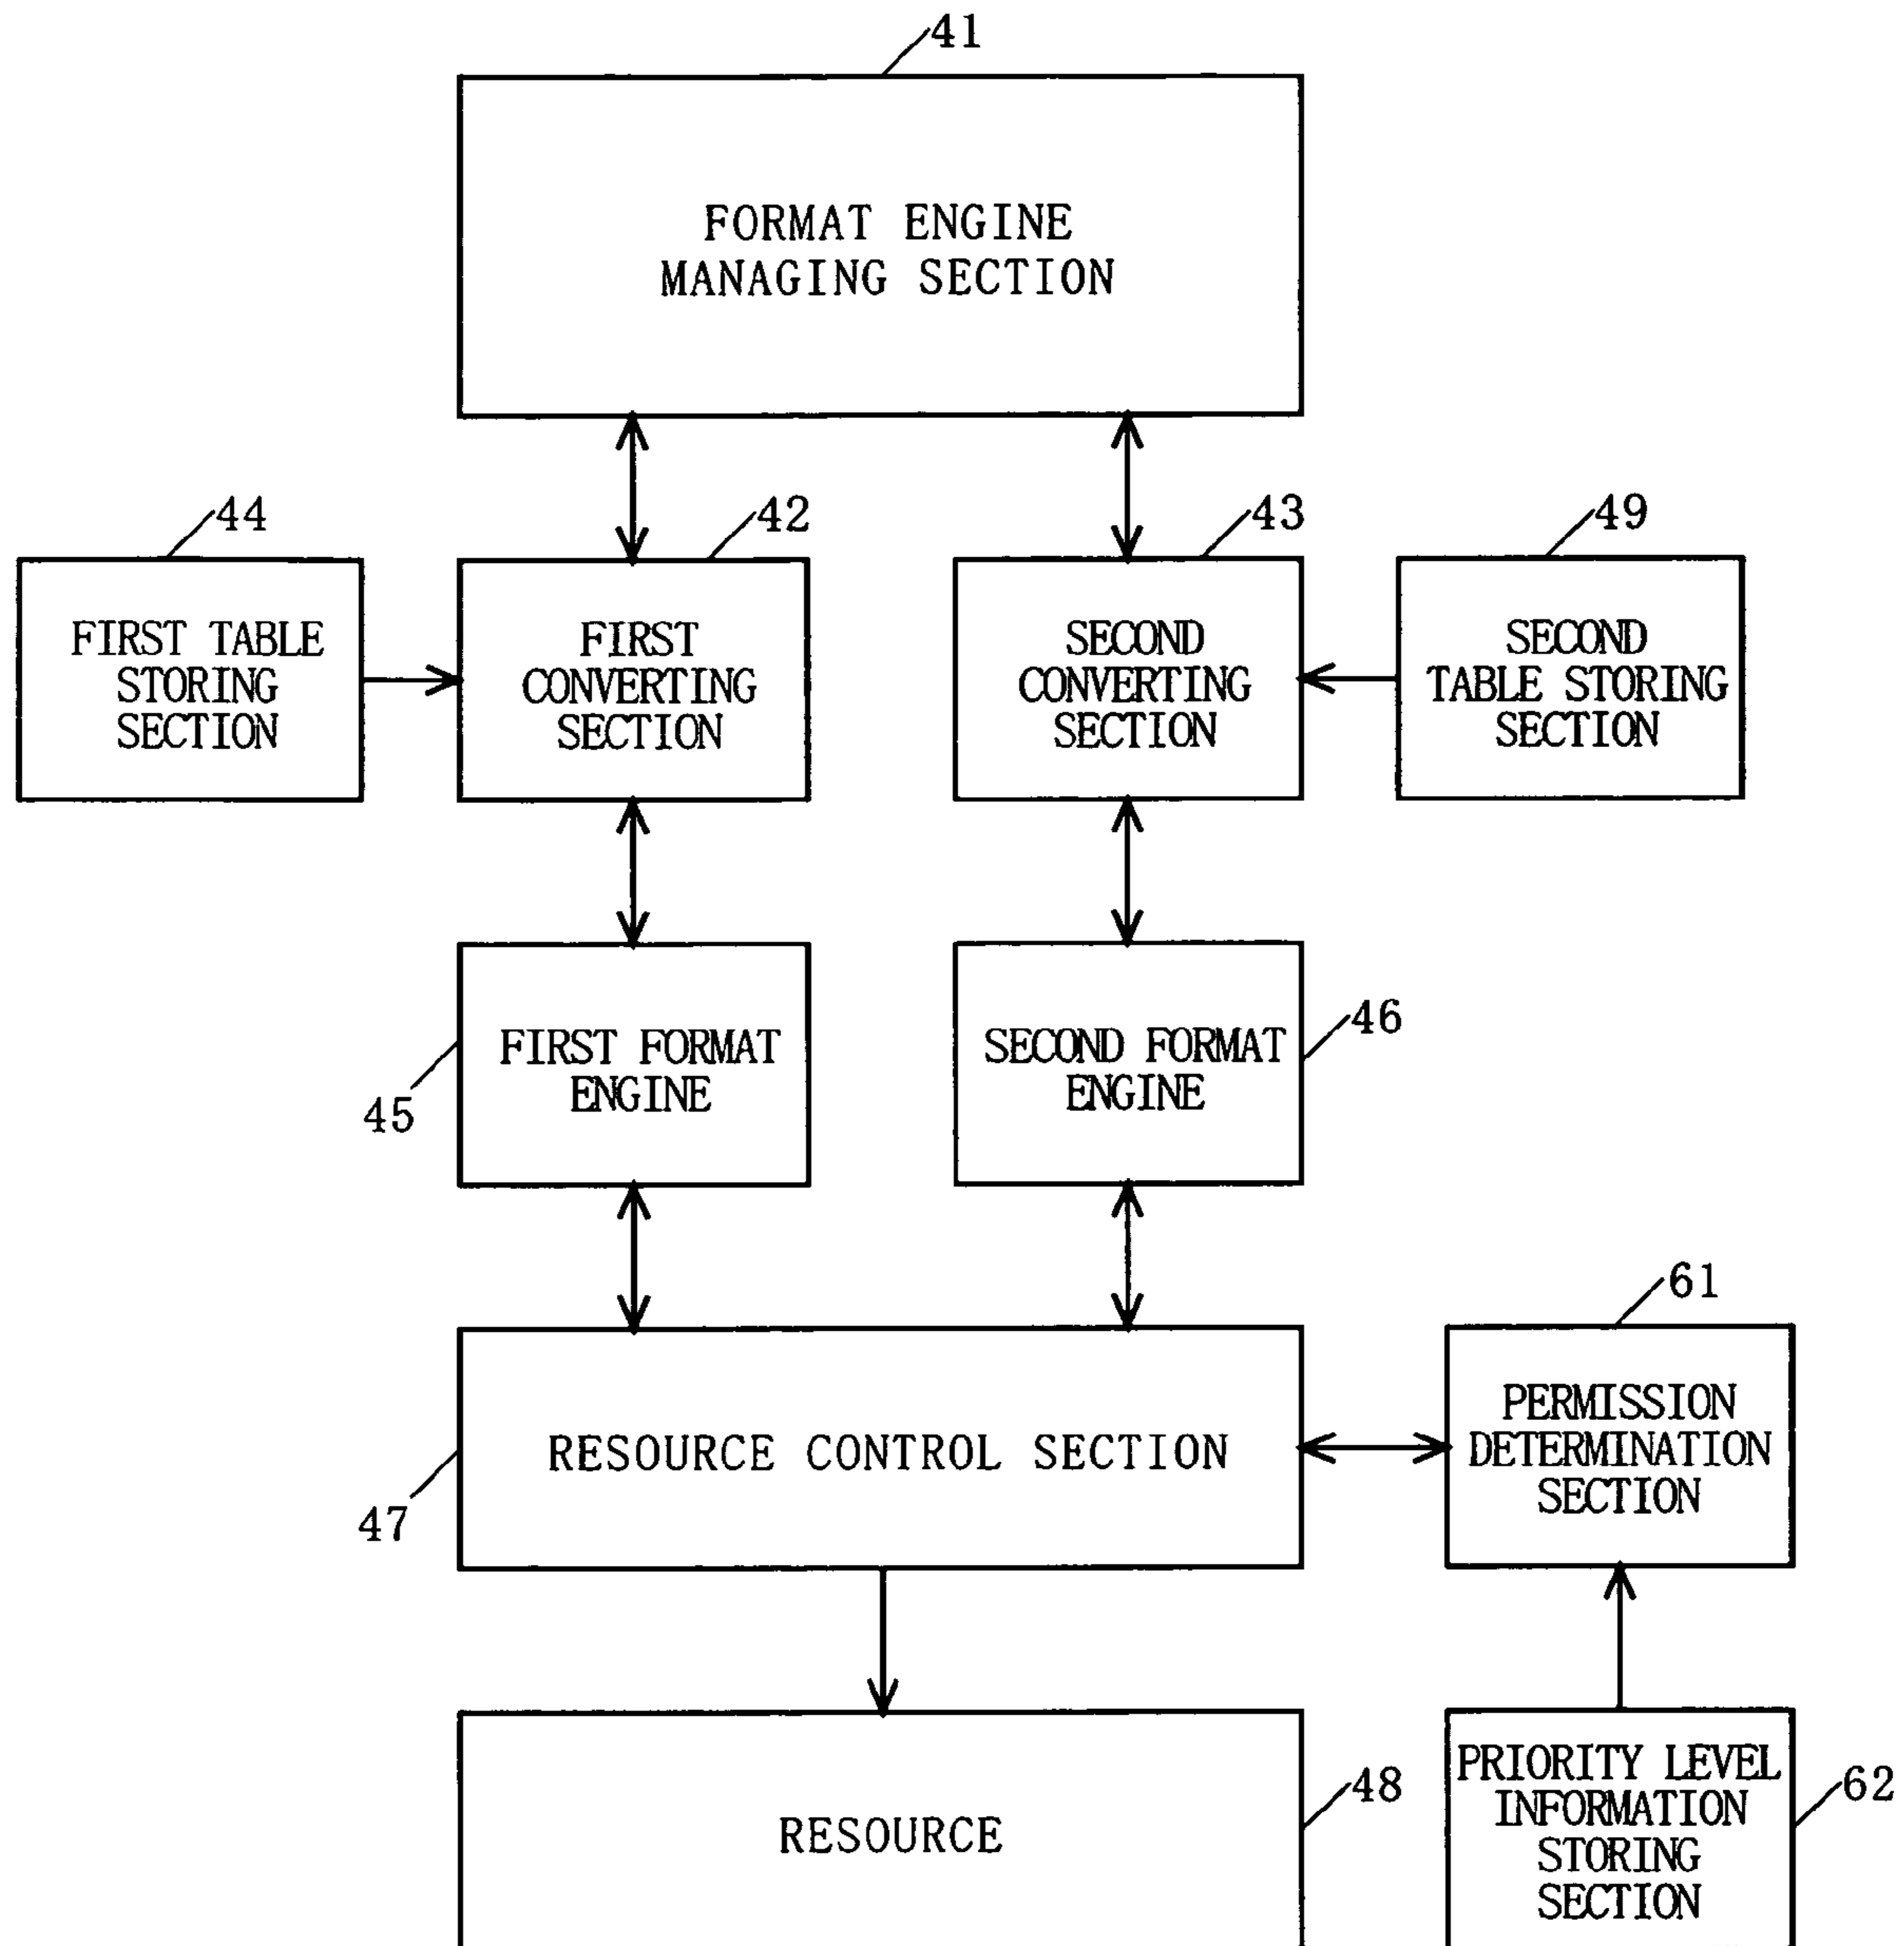 41
FORMAT ENGINE
MANAGING SECTION
44
42
43
49
FIRST TABLE
STORING
SECTION
FIRST
CONVERTING
SECTION
SECOND
CONVERTING
SECTION
SECOND
TABLE STORING
SECTION
FIRST FORMAT
ENGINE
45
SECOND FORMAT
ENGINE
46
61
RESOURCE CONTROL SECTION
47
PERMISSION
DETERMINATION
SECTION
RESOURCE
48
PRIORITY LEVEL
INFORMATION
STORING
SECTION
62